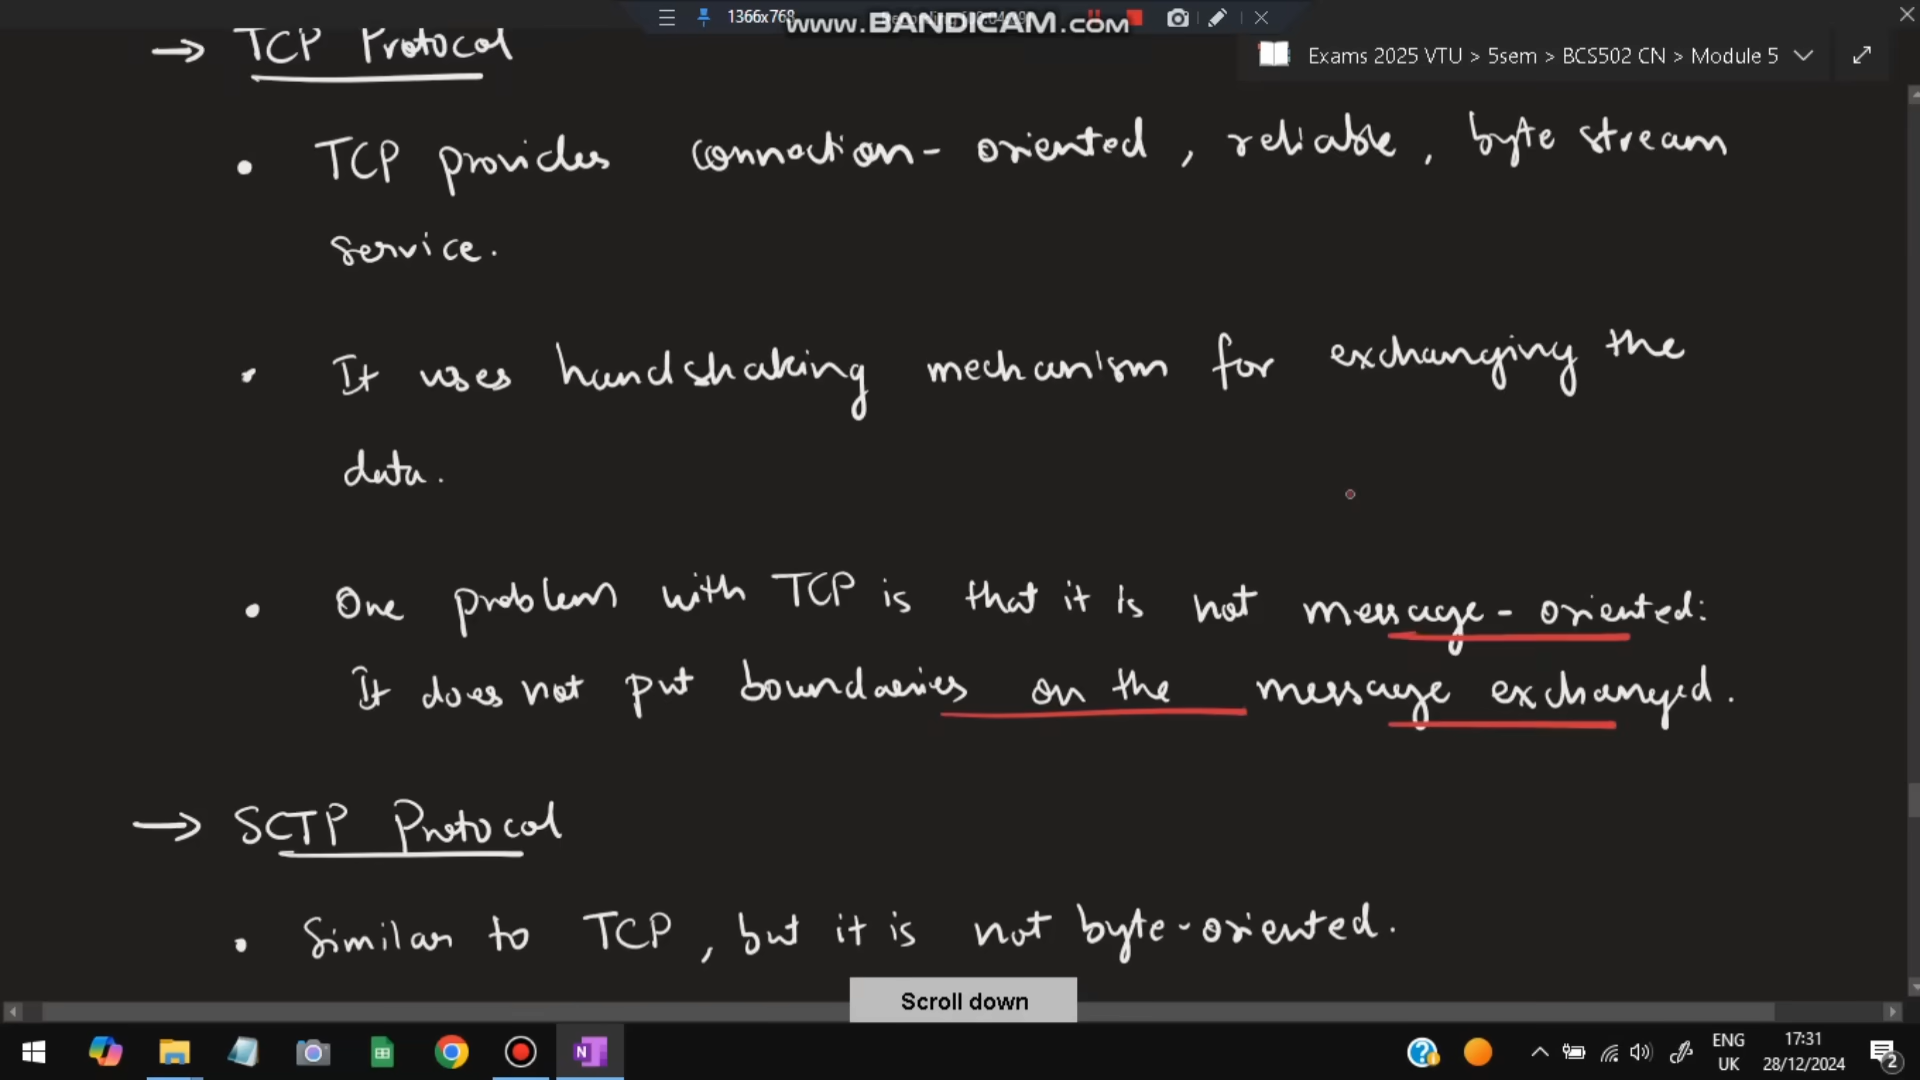 1366x768
www.BANDICAM.com
→ TCP Protocol
Exams 2025 VTU > 5sem > BCS502 CN > Module 5
• TCP provides connection-oriented, reliable, byte stream
service.
• It uses handshaking mechanism for exchanging the
data.
• One problem with TCP is that it is not message-oriented:
It does not put boundaries on the message exchanged.
→ SCTP Protocol
• Similar to TCP, but it is not byte-oriented.
Scroll down
ENG
UK
17:31
28/12/2024
2